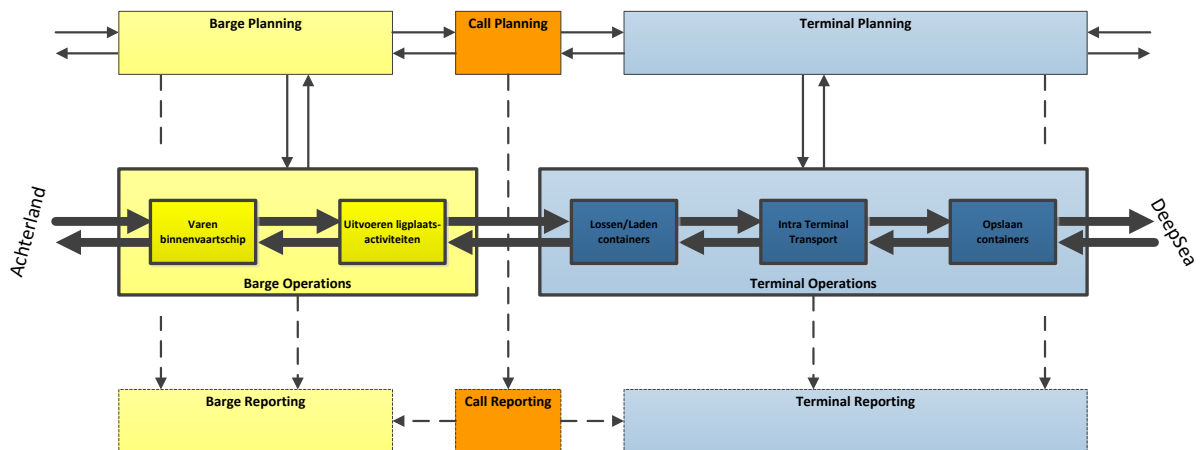 Barge Planning
Call Planning
Terminal Planning
Achterland
Varen
binnenvaartschip
Uitvoeren ligplaats-
activiteiten
Lossen/Laden
containers
Intra Terminal
Transport
Opslaan
containers
DeepSea
Barge Operations
Terminal Operations
Barge Reporting
Call Reporting
Terminal Reporting